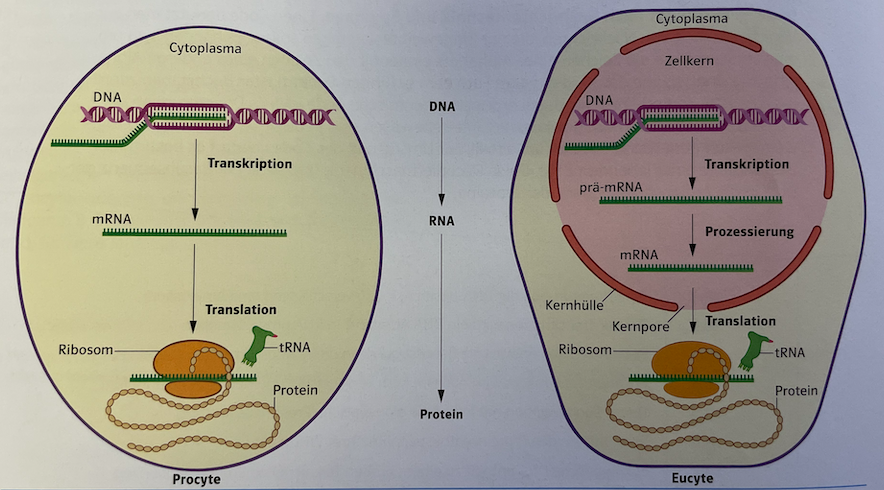 Cytoplasma
DNA
Transkription
mRNA
Translation
Ribosom
tRNA
Protein
Procyte
DNA
RNA
Protein
Cytoplasma
Zellkern
DNA
Transkription
prä-mRNA
Prozessierung
mRNA
Kernhülle
Kernpore
Translation
Ribosom
tRNA
Protein
Eucyte